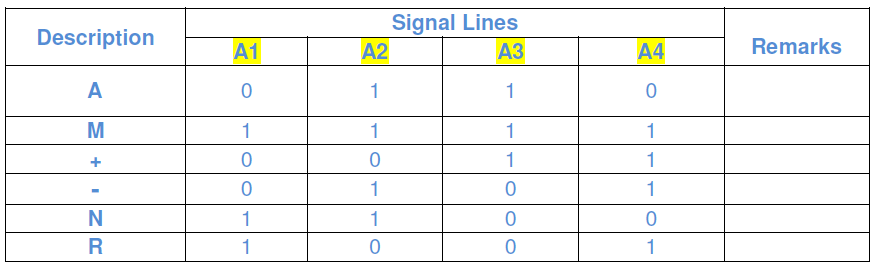 Description Signal Lines Remarks
A1 A2 A3 A4
A 0 1 1 0
M 1 1 1 1
+ 0 0 1 1
- 0 1 0 1
N 1 1 0 0
R 1 0 0 1